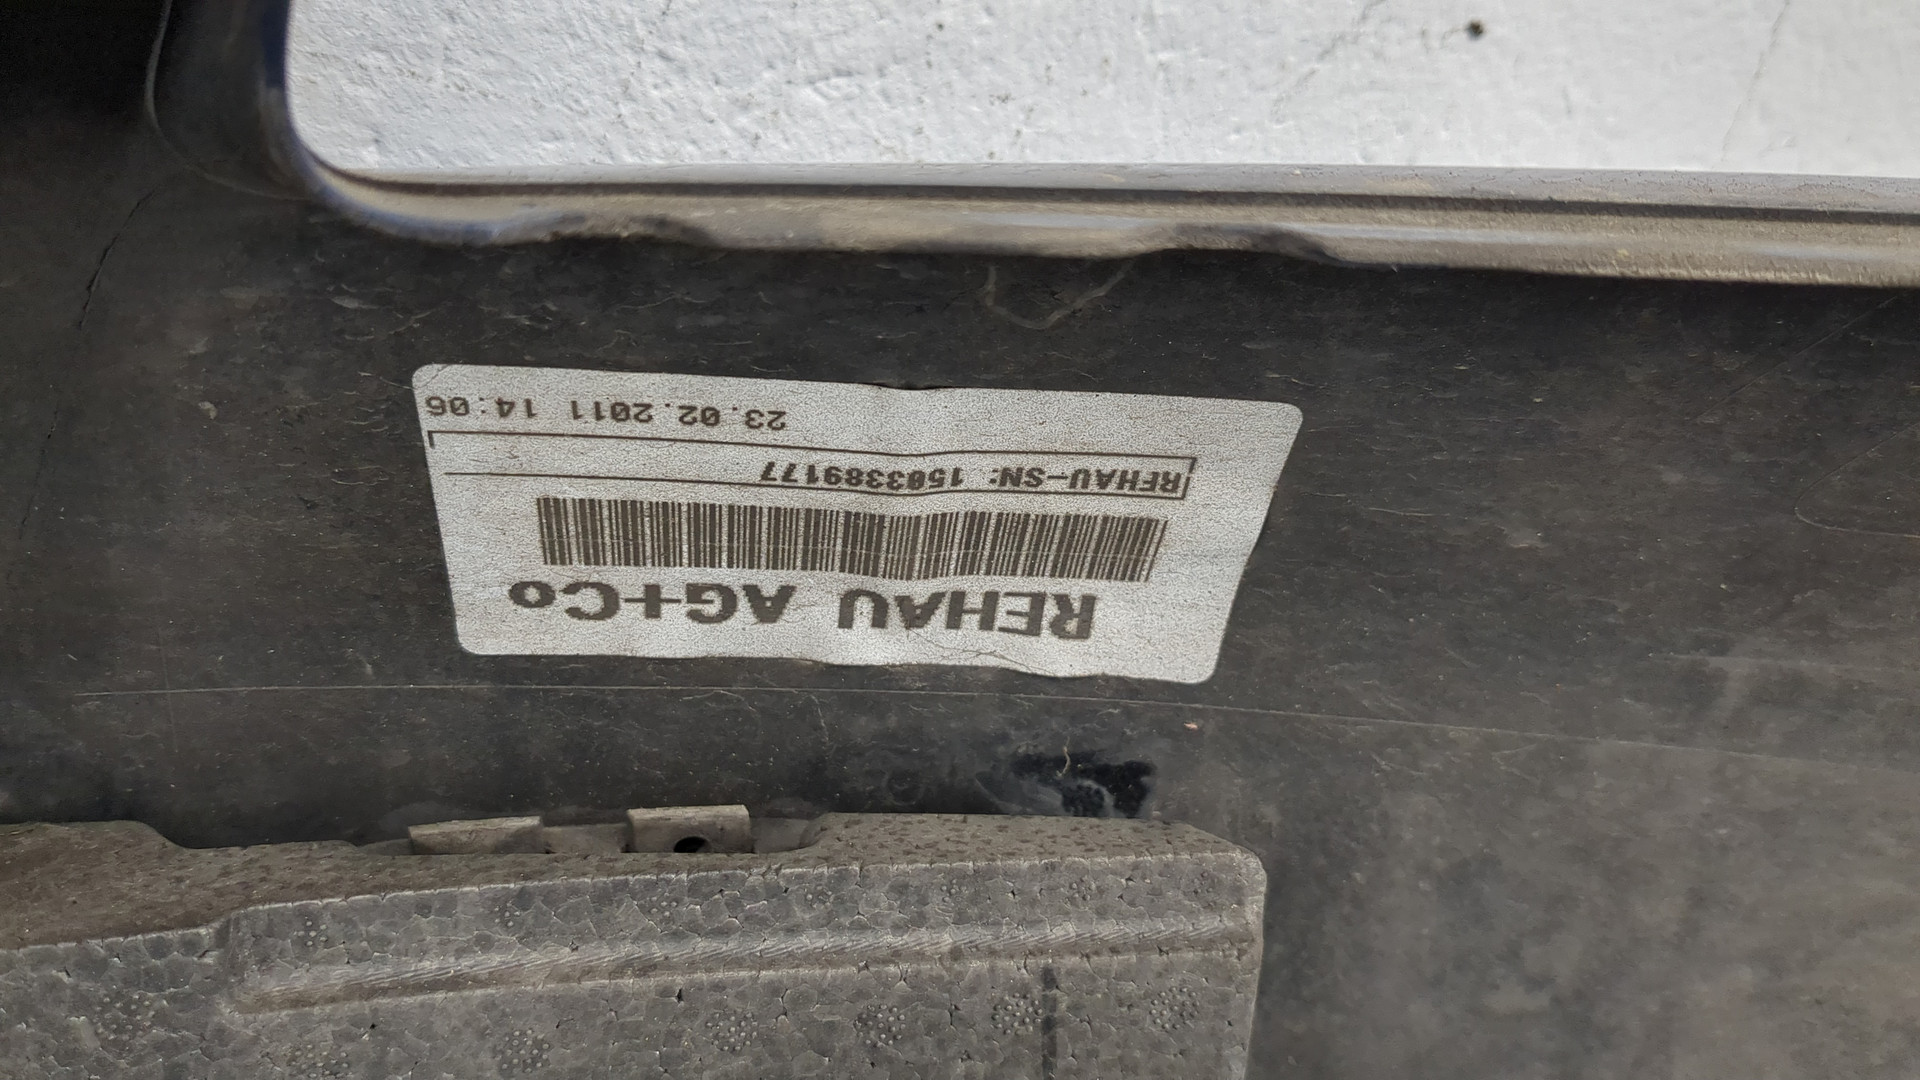 REHAU AG+Co
REHAU-SN: 1503389177
23.02.2011 14:06